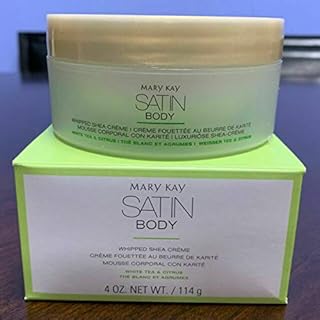 MARY KAY
SATIN
BODY
WHIPPED SHEA CRÈME | CRÈME FOUETTÉE AU BEURRE DE KARITÉ
MOUSSE CORPORAL CON KARITÉ | LUXURIÖSE SHEA-CRÈME
WHITE TEA & CITRUS | THÉ BLANC ET AGRUMES | WEISSER TEE & CITRUS
MARY KAY
SATIN
BODY
WHIPPED SHEA CRÈME
CRÈME FOUETTÉE AU BEURRE DE KARITÉ
MOUSSE CORPORAL CON KARITÉ
WHITE TEA & CITRUS
THÉ BLANC ET AGRUMES
4 OZ. NET WT. / 114 g